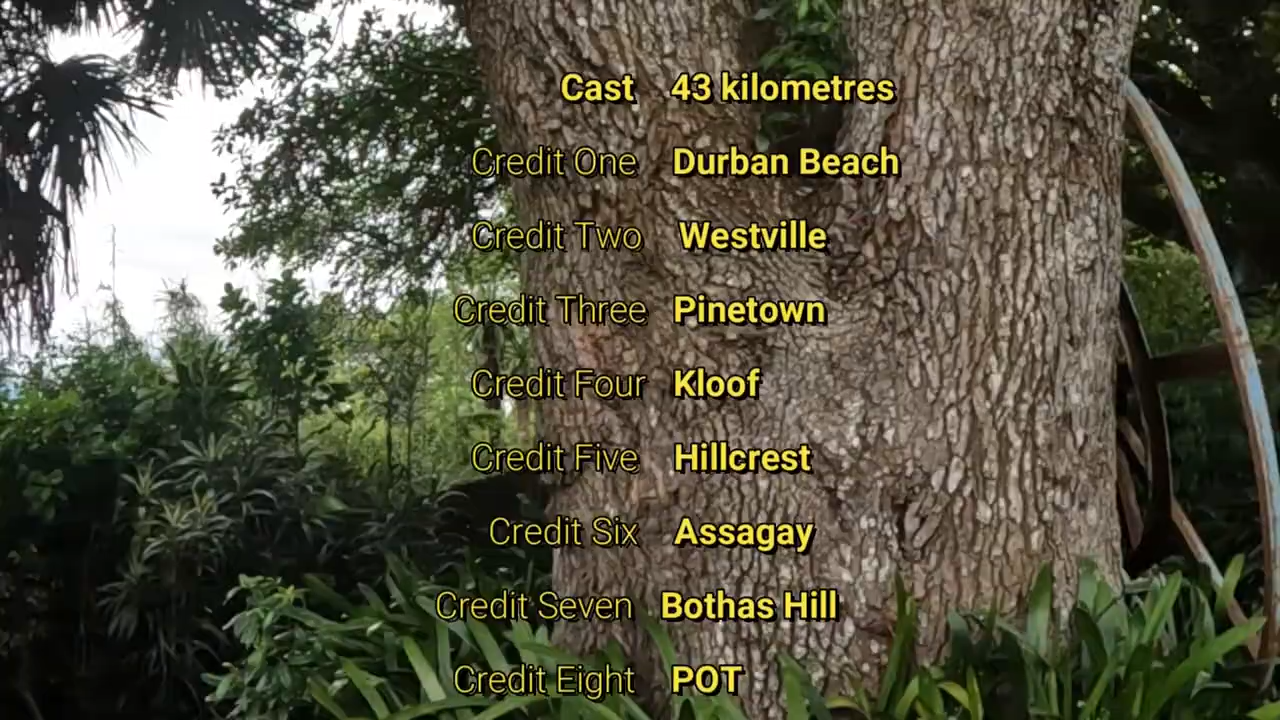 Cast 43 kilometres
Credit One Durban Beach
Credit Two Westville
Credit Three Pinetown
Credit Four Kloof
Credit Five Hillcrest
Credit Six Assagay
Credit Seven Bothas Hill
Credit Eight POT